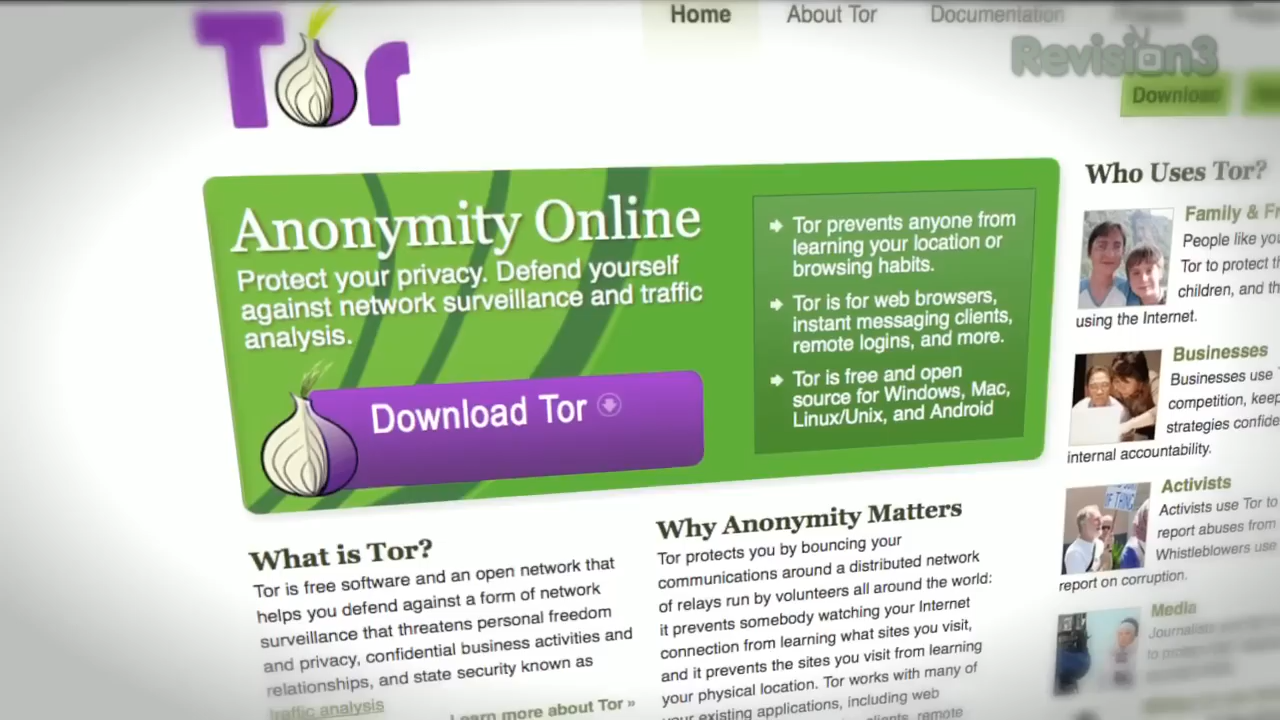 Tor
Home
About Tor
Documentation
Revision3
Download
Anonymity Online
Protect your privacy. Defend yourself
against network surveillance and traffic
analysis.
Download Tor
Tor prevents anyone from
learning your location or
browsing habits.
Tor is for web browsers,
instant messaging clients,
remote logins, and more.
Tor is free and open
source for Windows, Mac,
Linux/Unix, and Android
What is Tor?
Tor is free software and an open network that
helps you defend against a form of network
surveillance that threatens personal freedom
and privacy, confidential business activities and
relationships, and state security known as
traffic analysis
Learn more about Tor »
Why Anonymity Matters
Tor protects you by bouncing your
communications around a distributed network
of relays run by volunteers all around the world:
it prevents somebody watching your Internet
connection from learning what sites you visit,
and it prevents the sites you visit from learning
your physical location. Tor works with many of
your existing applications, including web
clients, remote
Who Uses Tor?
Family &
People like
Tor to protect
children, and
using the Internet.
Businesses
Businesses use
competition, keep
strategies
internal accountability.
Activists
Activists use Tor to
report abuses from
Whistleblowers use
report on corruption.
Media
to